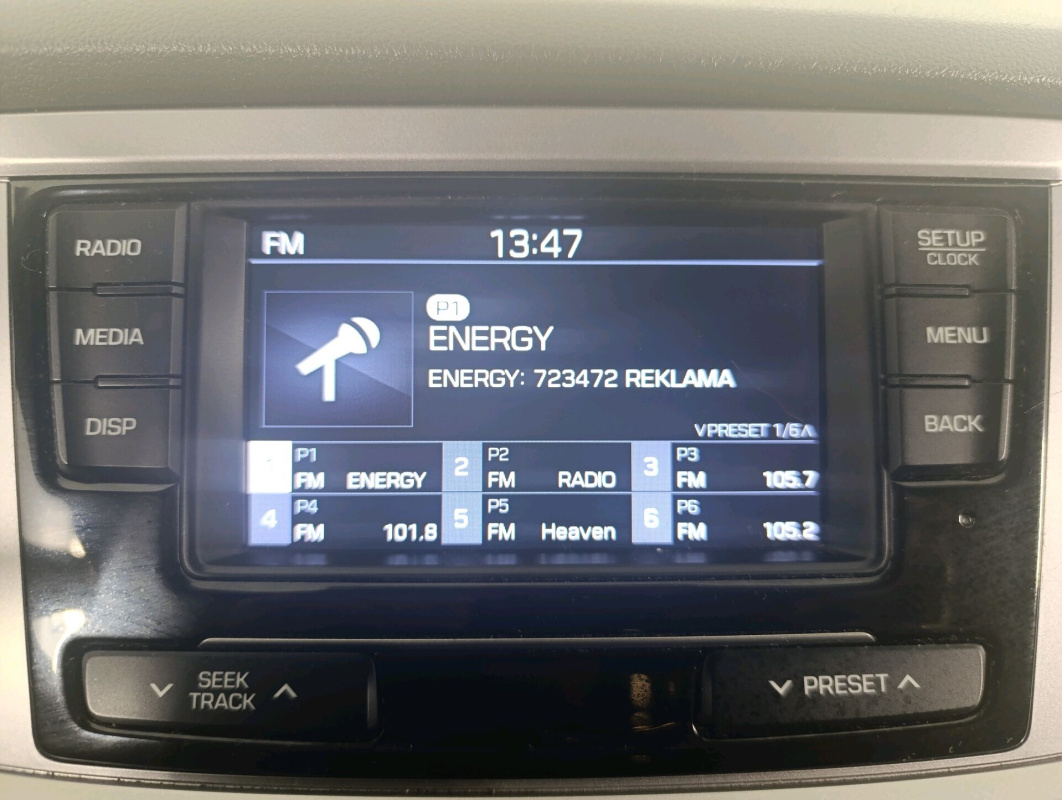 RADIO
MEDIA
DISP
FM 13:47
P1
ENERGY
ENERGY: 723472 REKLAMA
PRESET 1/6
1 P1 FM ENERGY 2 P2 FM RADIO 3 P3 FM 105.7
4 P4 FM 101.8 5 P5 FM Heaven 6 P6 FM 105.2
SETUP
CLOCK
MENU
BACK
SEEK
TRACK
PRESET